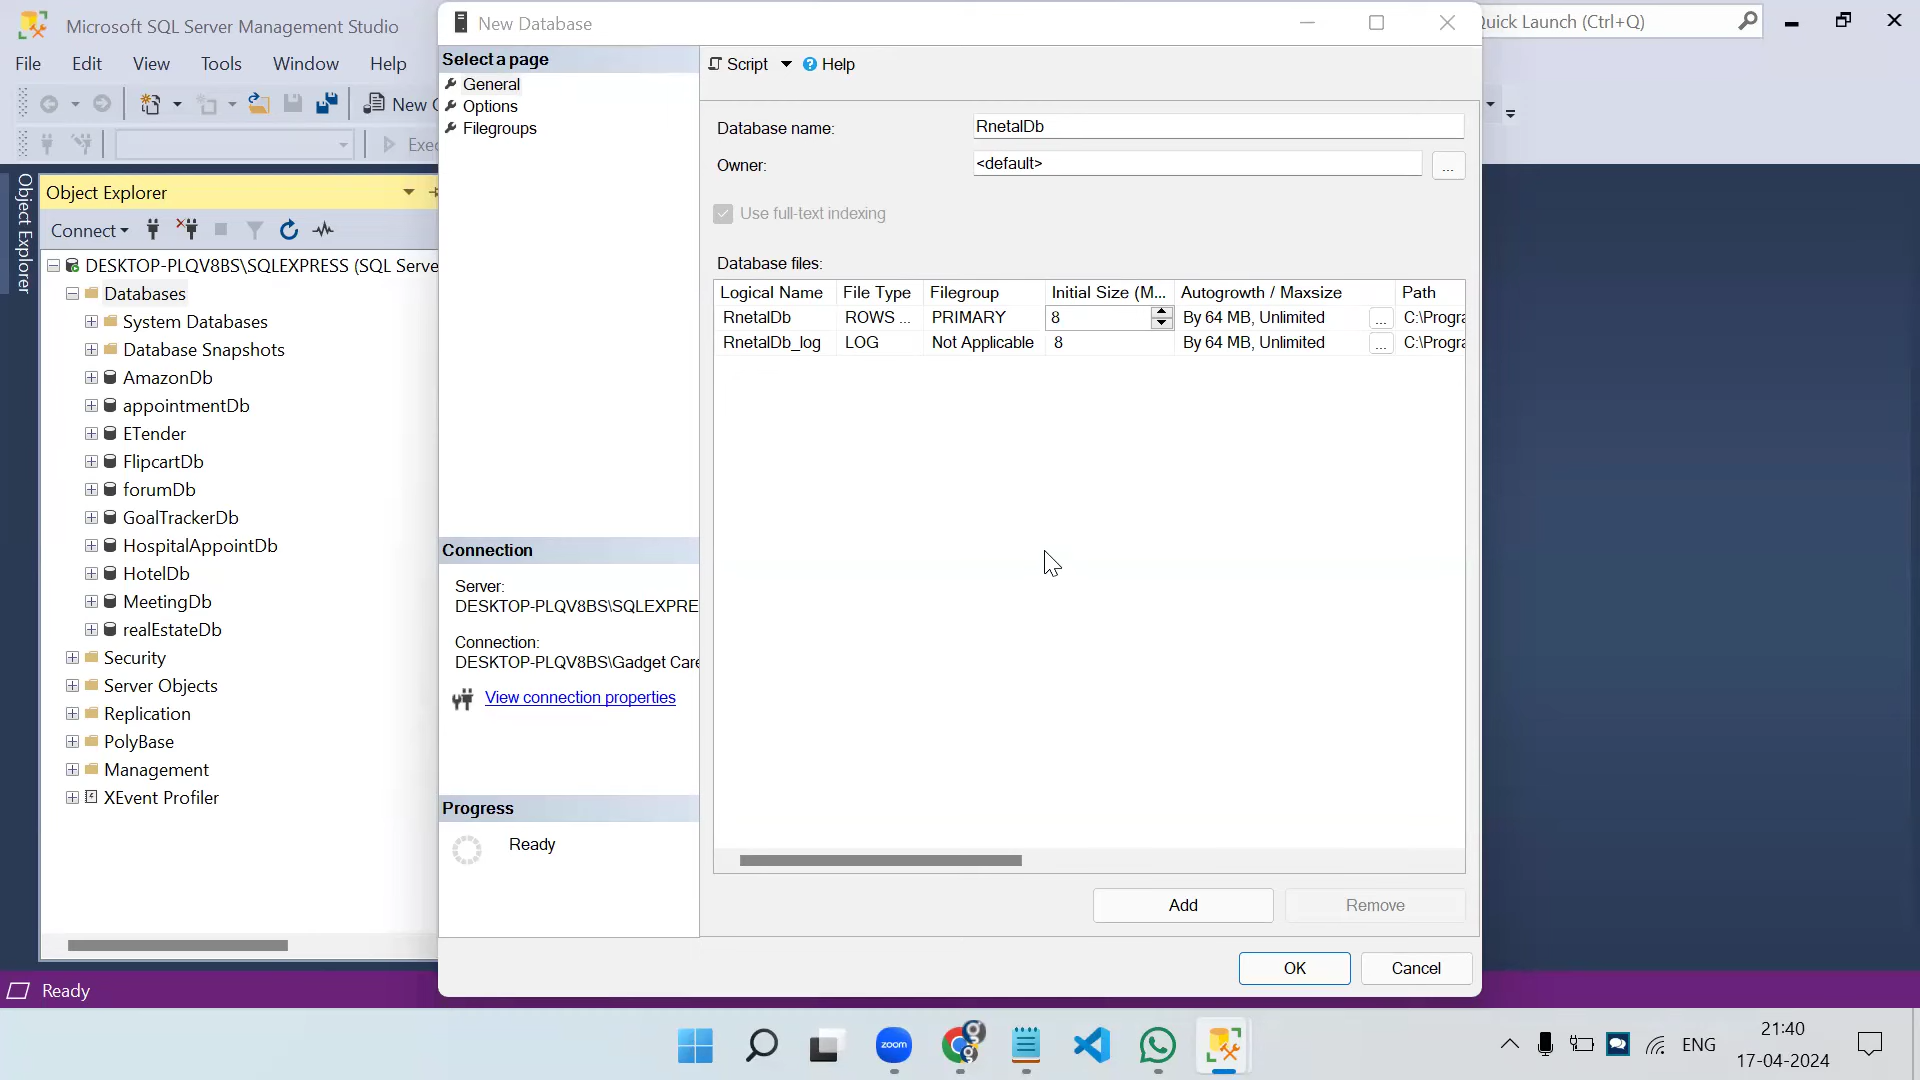 Microsoft SQL Server Management Studio
New Database
Quick Launch (Ctrl+Q)
File Edit View Tools Window Help
Select a page
General
Options
Filegroups
Script
Help
Database name:
RnetalDb
Owner:
<default>
...
Use full-text indexing
Database files:
Logical Name File Type Filegroup Initial Size (M... Autogrowth / Maxsize Path
RnetalDb ROWS ... PRIMARY 8 By 64 MB, Unlimited ... C:\Progra
RnetalDb_log LOG Not Applicable 8 By 64 MB, Unlimited ... C:\Progra
Object Explorer
Object Explorer
Connect
DESKTOP-PLQV8BS\SQLEXPRESS (SQL Serve
Databases
System Databases
Database Snapshots
AmazonDb
appointmentDb
ETender
FlipcartDb
forumDb
GoalTrackerDb
HospitalAppointDb
HotelDb
MeetingDb
realEstateDb
Security
Server Objects
Replication
PolyBase
Management
XEvent Profiler
Connection
Server:
DESKTOP-PLQV8BS\SQLEXPRE
Connection:
DESKTOP-PLQV8BS\Gadget Care
View connection properties
Progress
Ready
Add
Remove
OK
Cancel
Ready
zoom
ENG
21:40
17-04-2024